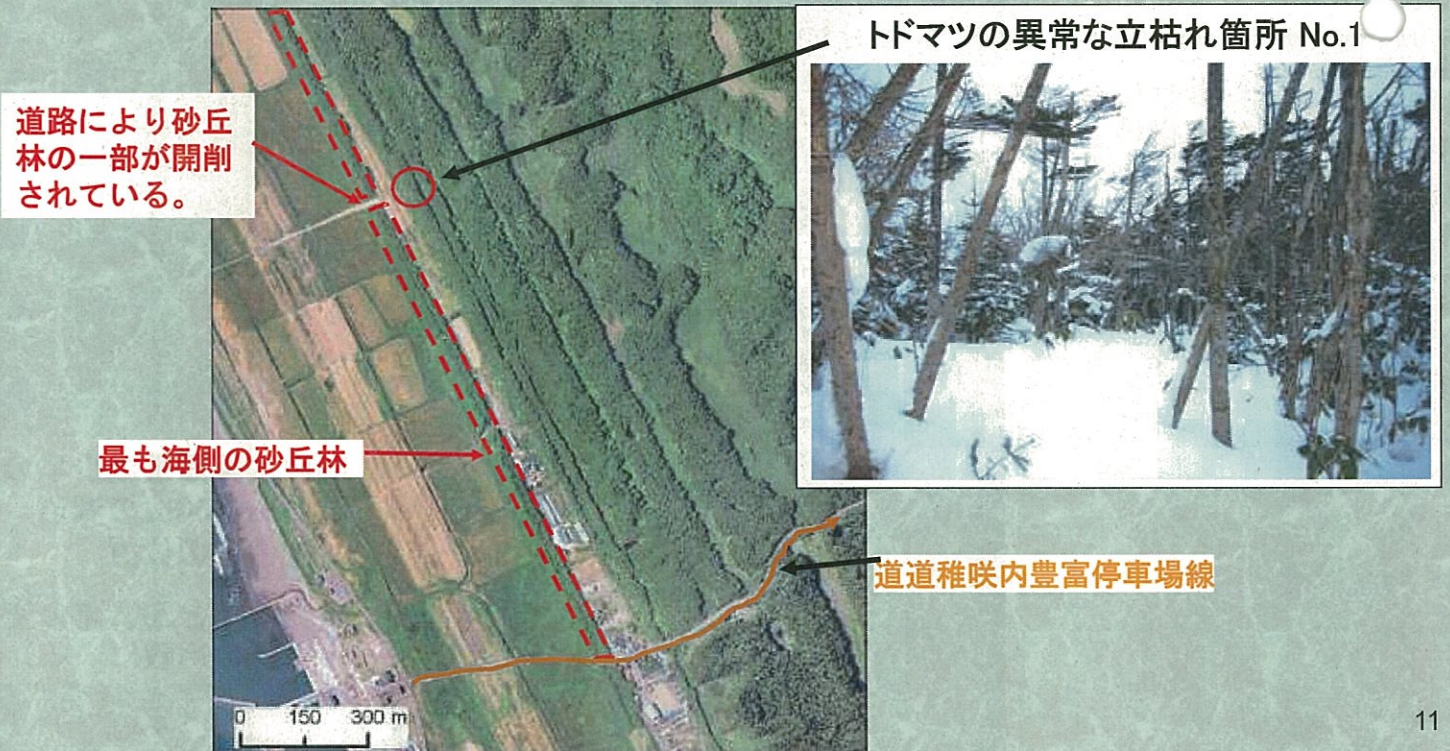 トドマツの異常な立枯れ箇所 No.1
道路により砂丘
林の一部が開削
されている。
最も海側の砂丘林
道道稚咲内豊富停車場線
0 150 300 m
11